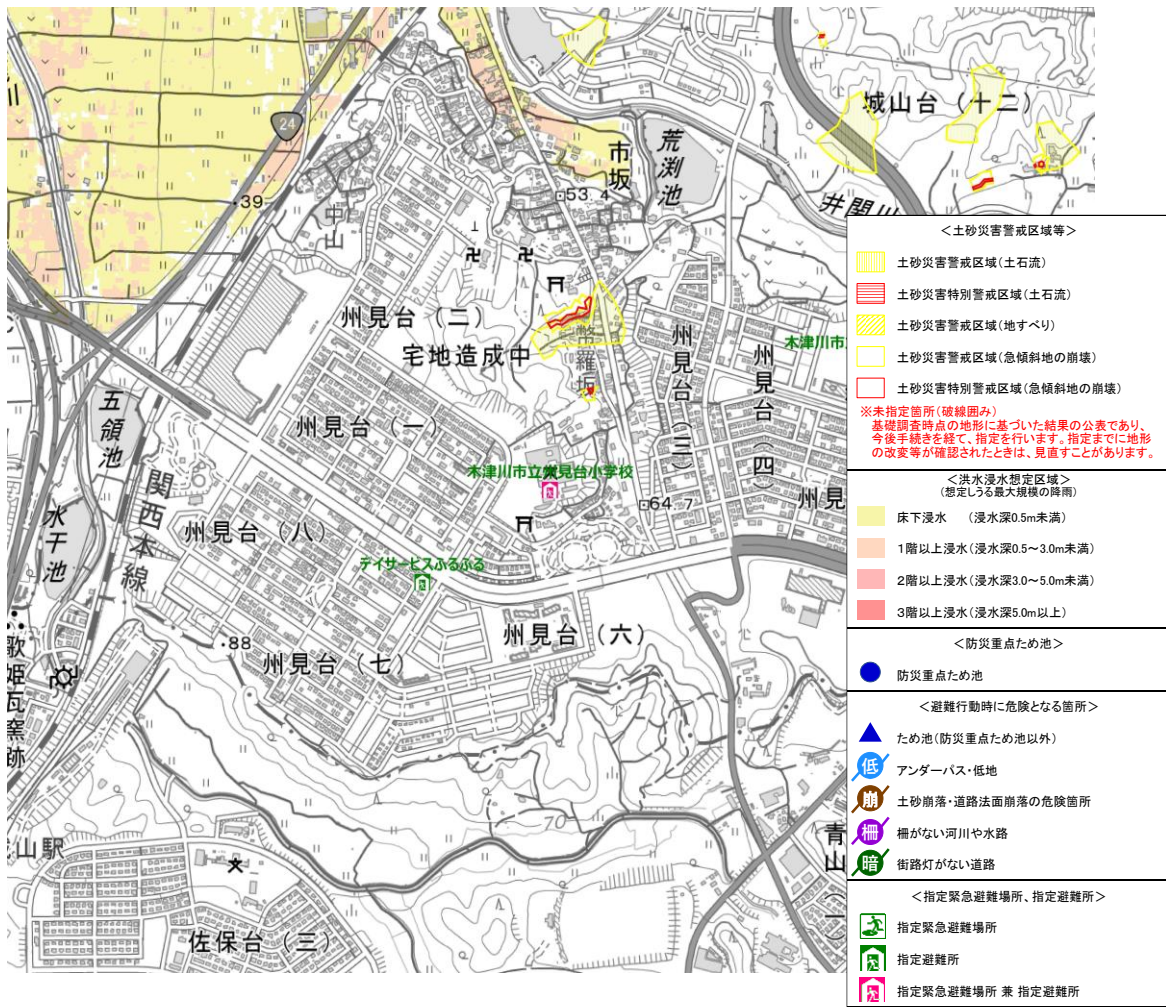 城山台（十二）
24
荒渕池
市坂
53.4
井関川
39
中山
州見台（二）
宅地造成中
州見台（三）
州見台（四）
木津川市立
五領池
州見台（一）
木津川市立州見台小学校
64.7
州見
関西本線
水干池
州見台（八）
デイサービスふるふる
州見台（六）
88
州見台（七）
歌姫瓦窯跡
山駅
青山（一）
佐保台（三）
＜土砂災害警戒区域等＞
土砂災害警戒区域（土石流）
土砂災害特別警戒区域（土石流）
土砂災害警戒区域（地すべり）
土砂災害警戒区域（急傾斜地の崩壊）
土砂災害特別警戒区域（急傾斜地の崩壊）
※未指定箇所（破線囲み）
基礎調査時点の地形に基づいた結果の公表であり、
今後手続きを経て、指定を行います。指定までに地形
の改変等が確認されたときは、見直すことがあります。
＜洪水浸水想定区域＞
（想定しうる最大規模の降雨）
床下浸水　（浸水深0.5m未満）
１階以上浸水（浸水深0.5～3.0m未満）
２階以上浸水（浸水深3.0～5.0m未満）
３階以上浸水（浸水深5.0m以上）
＜防災重点ため池＞
防災重点ため池
＜避難行動時に危険となる箇所＞
ため池（防災重点ため池以外）
低 アンダーパス・低地
崩 土砂崩落・道路法面崩落の危険箇所
柵 柵がない河川や水路
暗 街路灯がない道路
＜指定緊急避難場所、指定避難所＞
指定緊急避難場所
指定避難所
指定緊急避難場所 兼 指定避難所